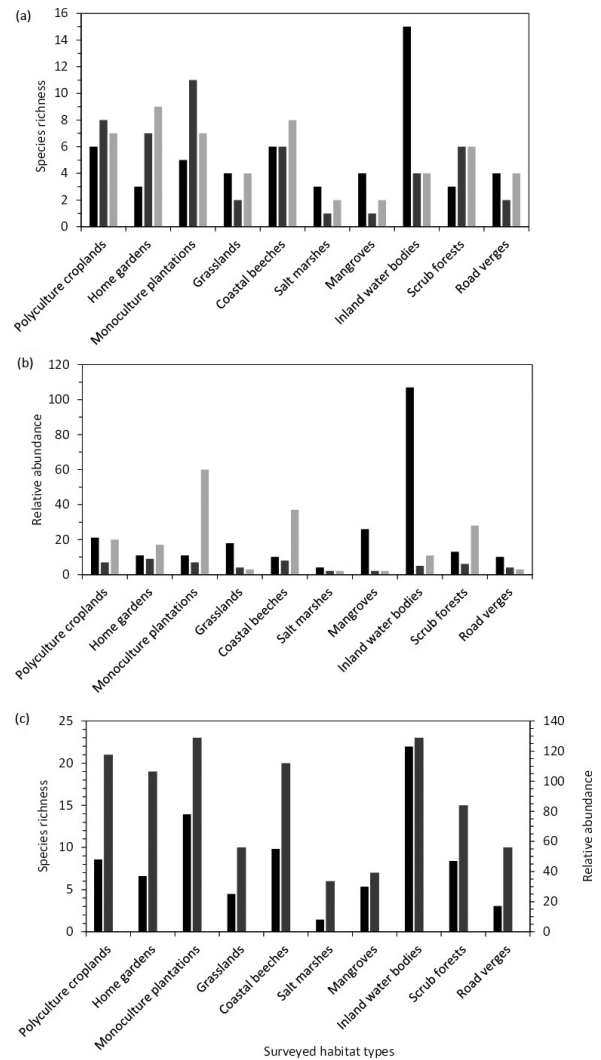 (a)
16
14
12
10
8
6
4
2
0
Species richness
Polyculture croplands
Home gardens
Monoculture plantations
Grasslands
Coastal beeches
Salt marshes
Mangroves
Inland water bodies
Scrub forests
Road verges
(b)
120
100
80
60
40
20
0
Relative abundance
Polyculture croplands
Home gardens
Monoculture plantations
Grasslands
Coastal beeches
Salt marshes
Mangroves
Inland water bodies
Scrub forests
Road verges
(c)
25
20
15
10
5
0
Species richness
140
120
100
80
60
40
20
0
Relative abundance
Polyculture croplands
Home gardens
Monoculture plantations
Grasslands
Coastal beeches
Salt marshes
Mangroves
Inland water bodies
Scrub forests
Road verges
Surveyed habitat types